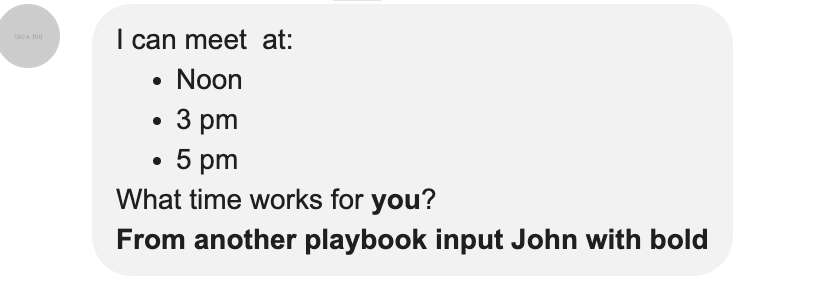 150 x 150
I can meet  at:
• Noon
• 3 pm
• 5 pm
What time works for you?
From another playbook input John with bold